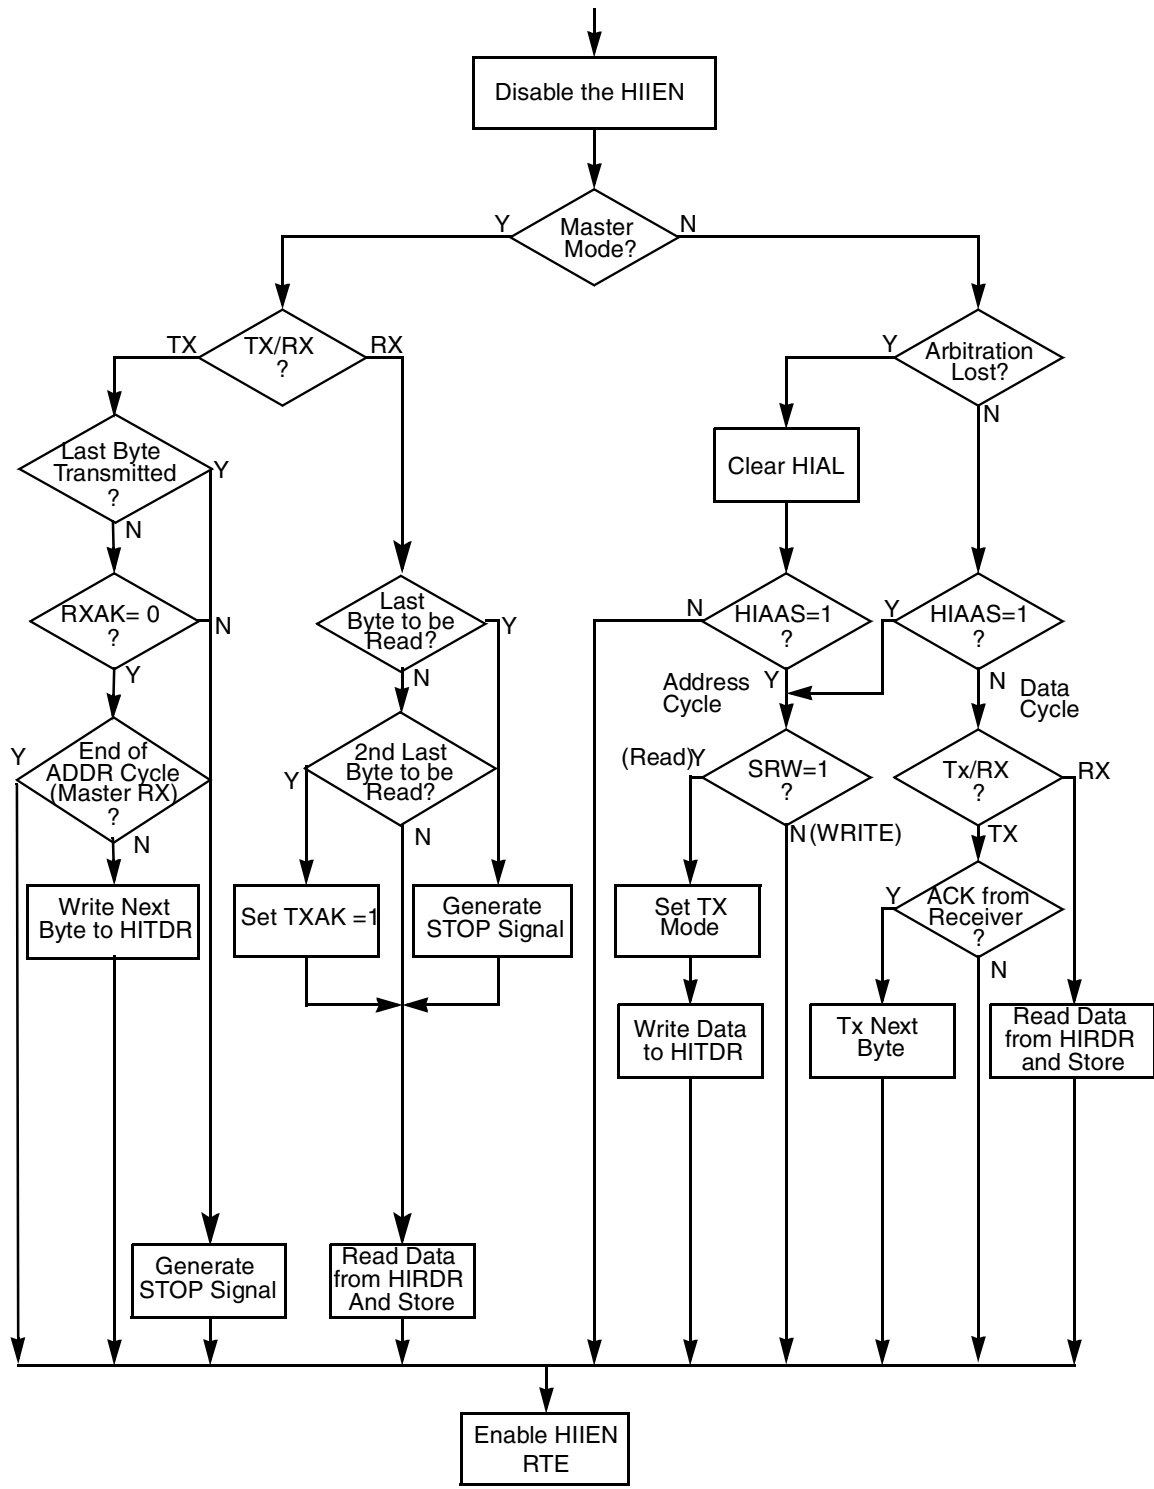 Disable the HIIEN
Master
Mode?
Y
N
TX/RX
?
TX
RX
Arbitration
Lost?
Y
N
Last Byte
Transmitted
?
Y
N
Clear HIAL
RXAK= 0
?
N
Y
Last
Byte to be
Read?
Y
N
HIAAS=1
?
N
Y
Address
Cycle
HIAAS=1
?
Y
N
Data
Cycle
End of
ADDR Cycle
(Master RX)
?
Y
N
2nd Last
Byte to be
Read?
Y
N
SRW=1
?
(Read)Y
N(WRITE)
Tx/RX
?
RX
TX
Write Next
Byte to HITDR
Set TXAK =1
Generate
STOP Signal
Set TX
Mode
ACK from
Receiver
?
Y
N
Write Data
to HITDR
Tx Next
Byte
Read Data
from HIRDR
and Store
Generate
STOP Signal
Read Data
from HIRDR
And Store
Enable HIIEN
RTE